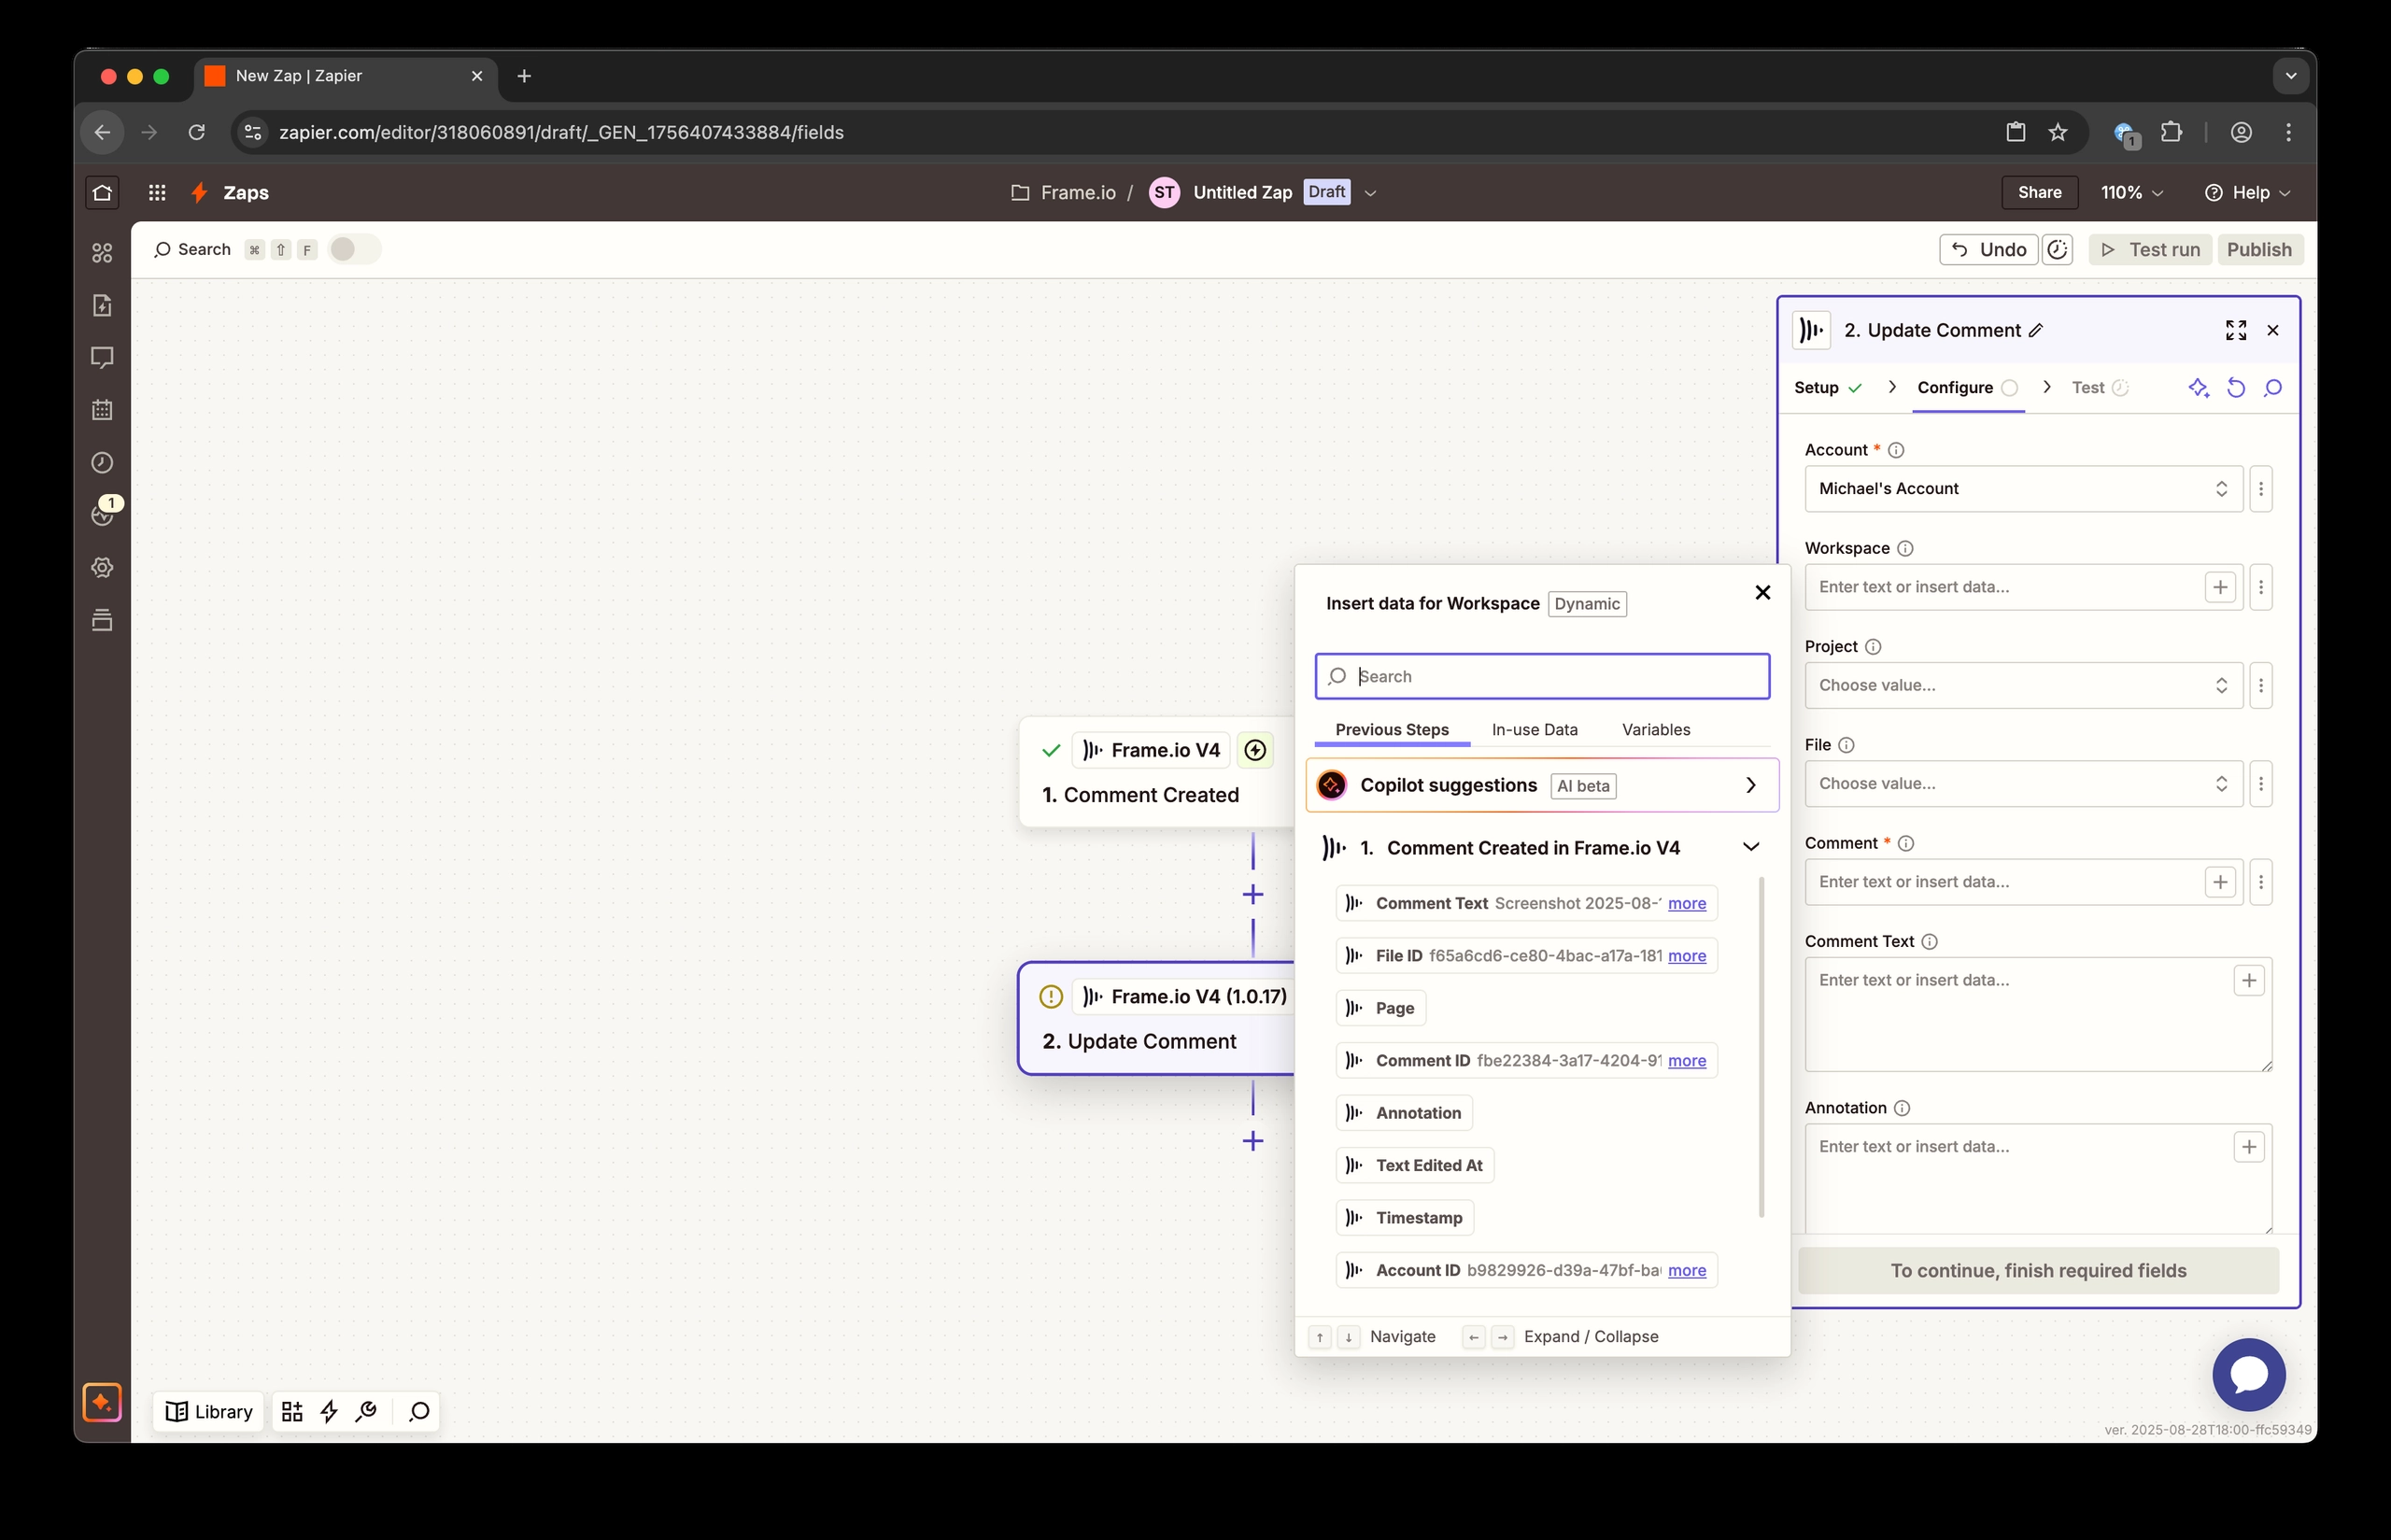 New Zap | Zapier
zapier.com/editor/318060891/draft/_GEN_1756407433884/fields
1
Zaps
Frame.io / ST Untitled Zap Draft
Share 110% Help
Search ⌘ ⇧ F
Undo Test run Publish
1
2. Update Comment
Setup Configure Test
Account *
Michael's Account
Workspace
Enter text or insert data...
Project
Choose value...
File
Choose value...
Comment *
Enter text or insert data...
Comment Text
Enter text or insert data...
Annotation
Enter text or insert data...
To continue, finish required fields
Frame.io V4
1. Comment Created
Frame.io V4 (1.0.17)
2. Update Comment
Insert data for Workspace Dynamic
Search
Previous Steps In-use Data Variables
Copilot suggestions AI beta
1. Comment Created in Frame.io V4
Comment Text Screenshot 2025-08- more
File ID f65a6cd6-ce80-4bac-a17a-181 more
Page
Comment ID fbe22384-3a17-4204-91 more
Annotation
Text Edited At
Timestamp
Account ID b9829926-d39a-47bf-ba more
↑ ↓ Navigate ← → Expand / Collapse
Library
ver. 2025-08-28T18:00-ffc59349